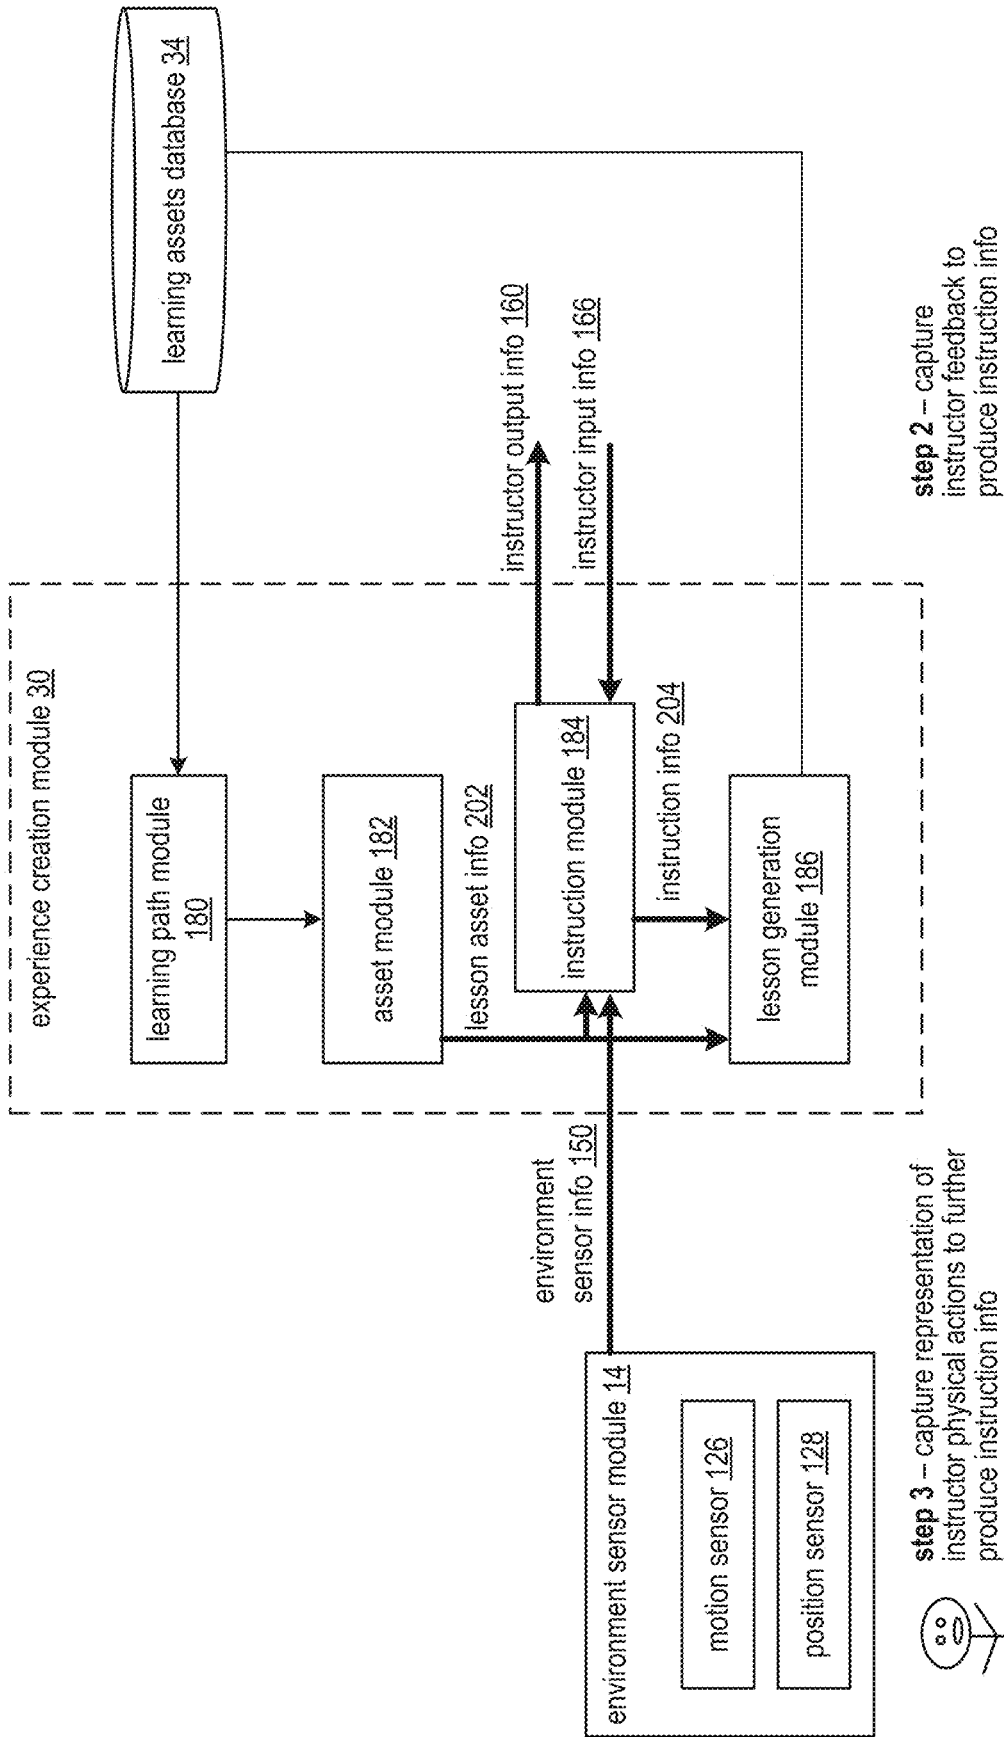 experience creation module 30
learning path module
180
asset module 182
lesson asset info 202
instruction module 184
instruction info 204
lesson generation
module 186
learning assets database 34
instructor output info 160
instructor input info 166
environment
sensor info 150
environment sensor module 14
motion sensor 126
position sensor 128
step 3 – capture representation of
instructor physical actions to further
produce instruction info
step 2 – capture
instructor feedback to
produce instruction info